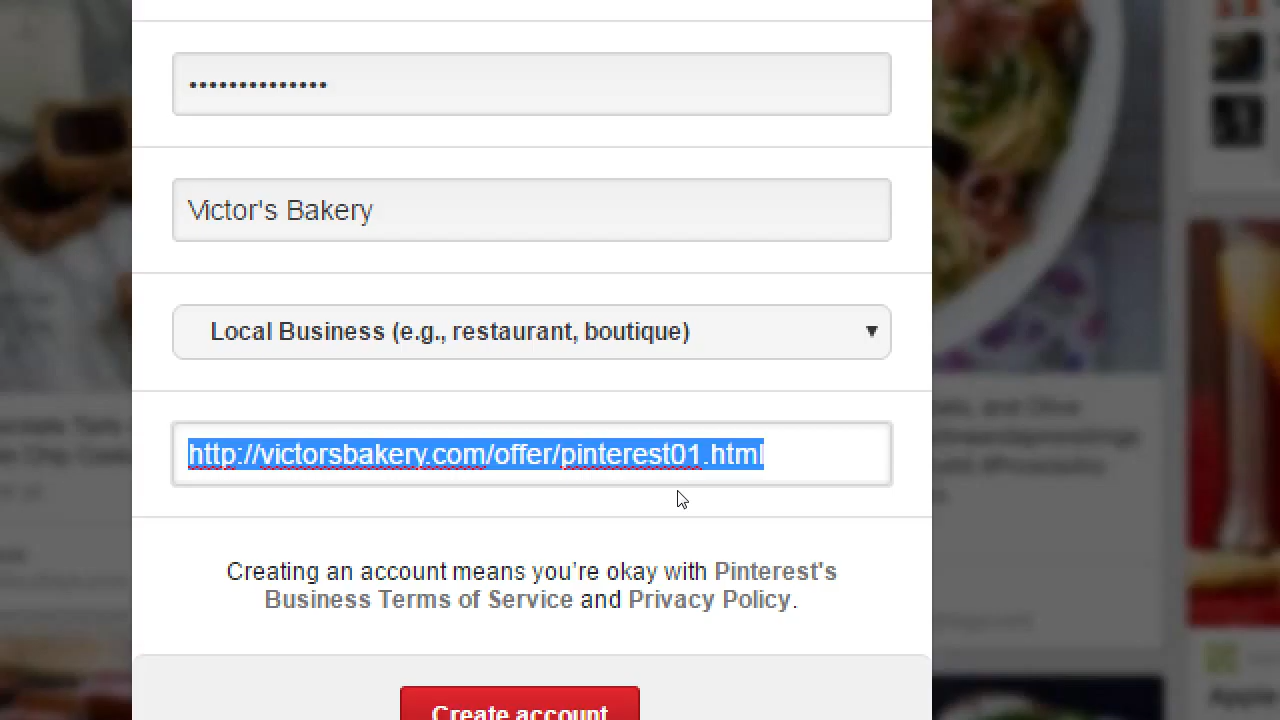 ••••••••••••••
Victor's Bakery
Local Business (e.g., restaurant, boutique) ▼
http://victorsbakery.com/offer/pinterest01.html
Creating an account means you're okay with Pinterest's
Business Terms of Service and Privacy Policy.
Create account